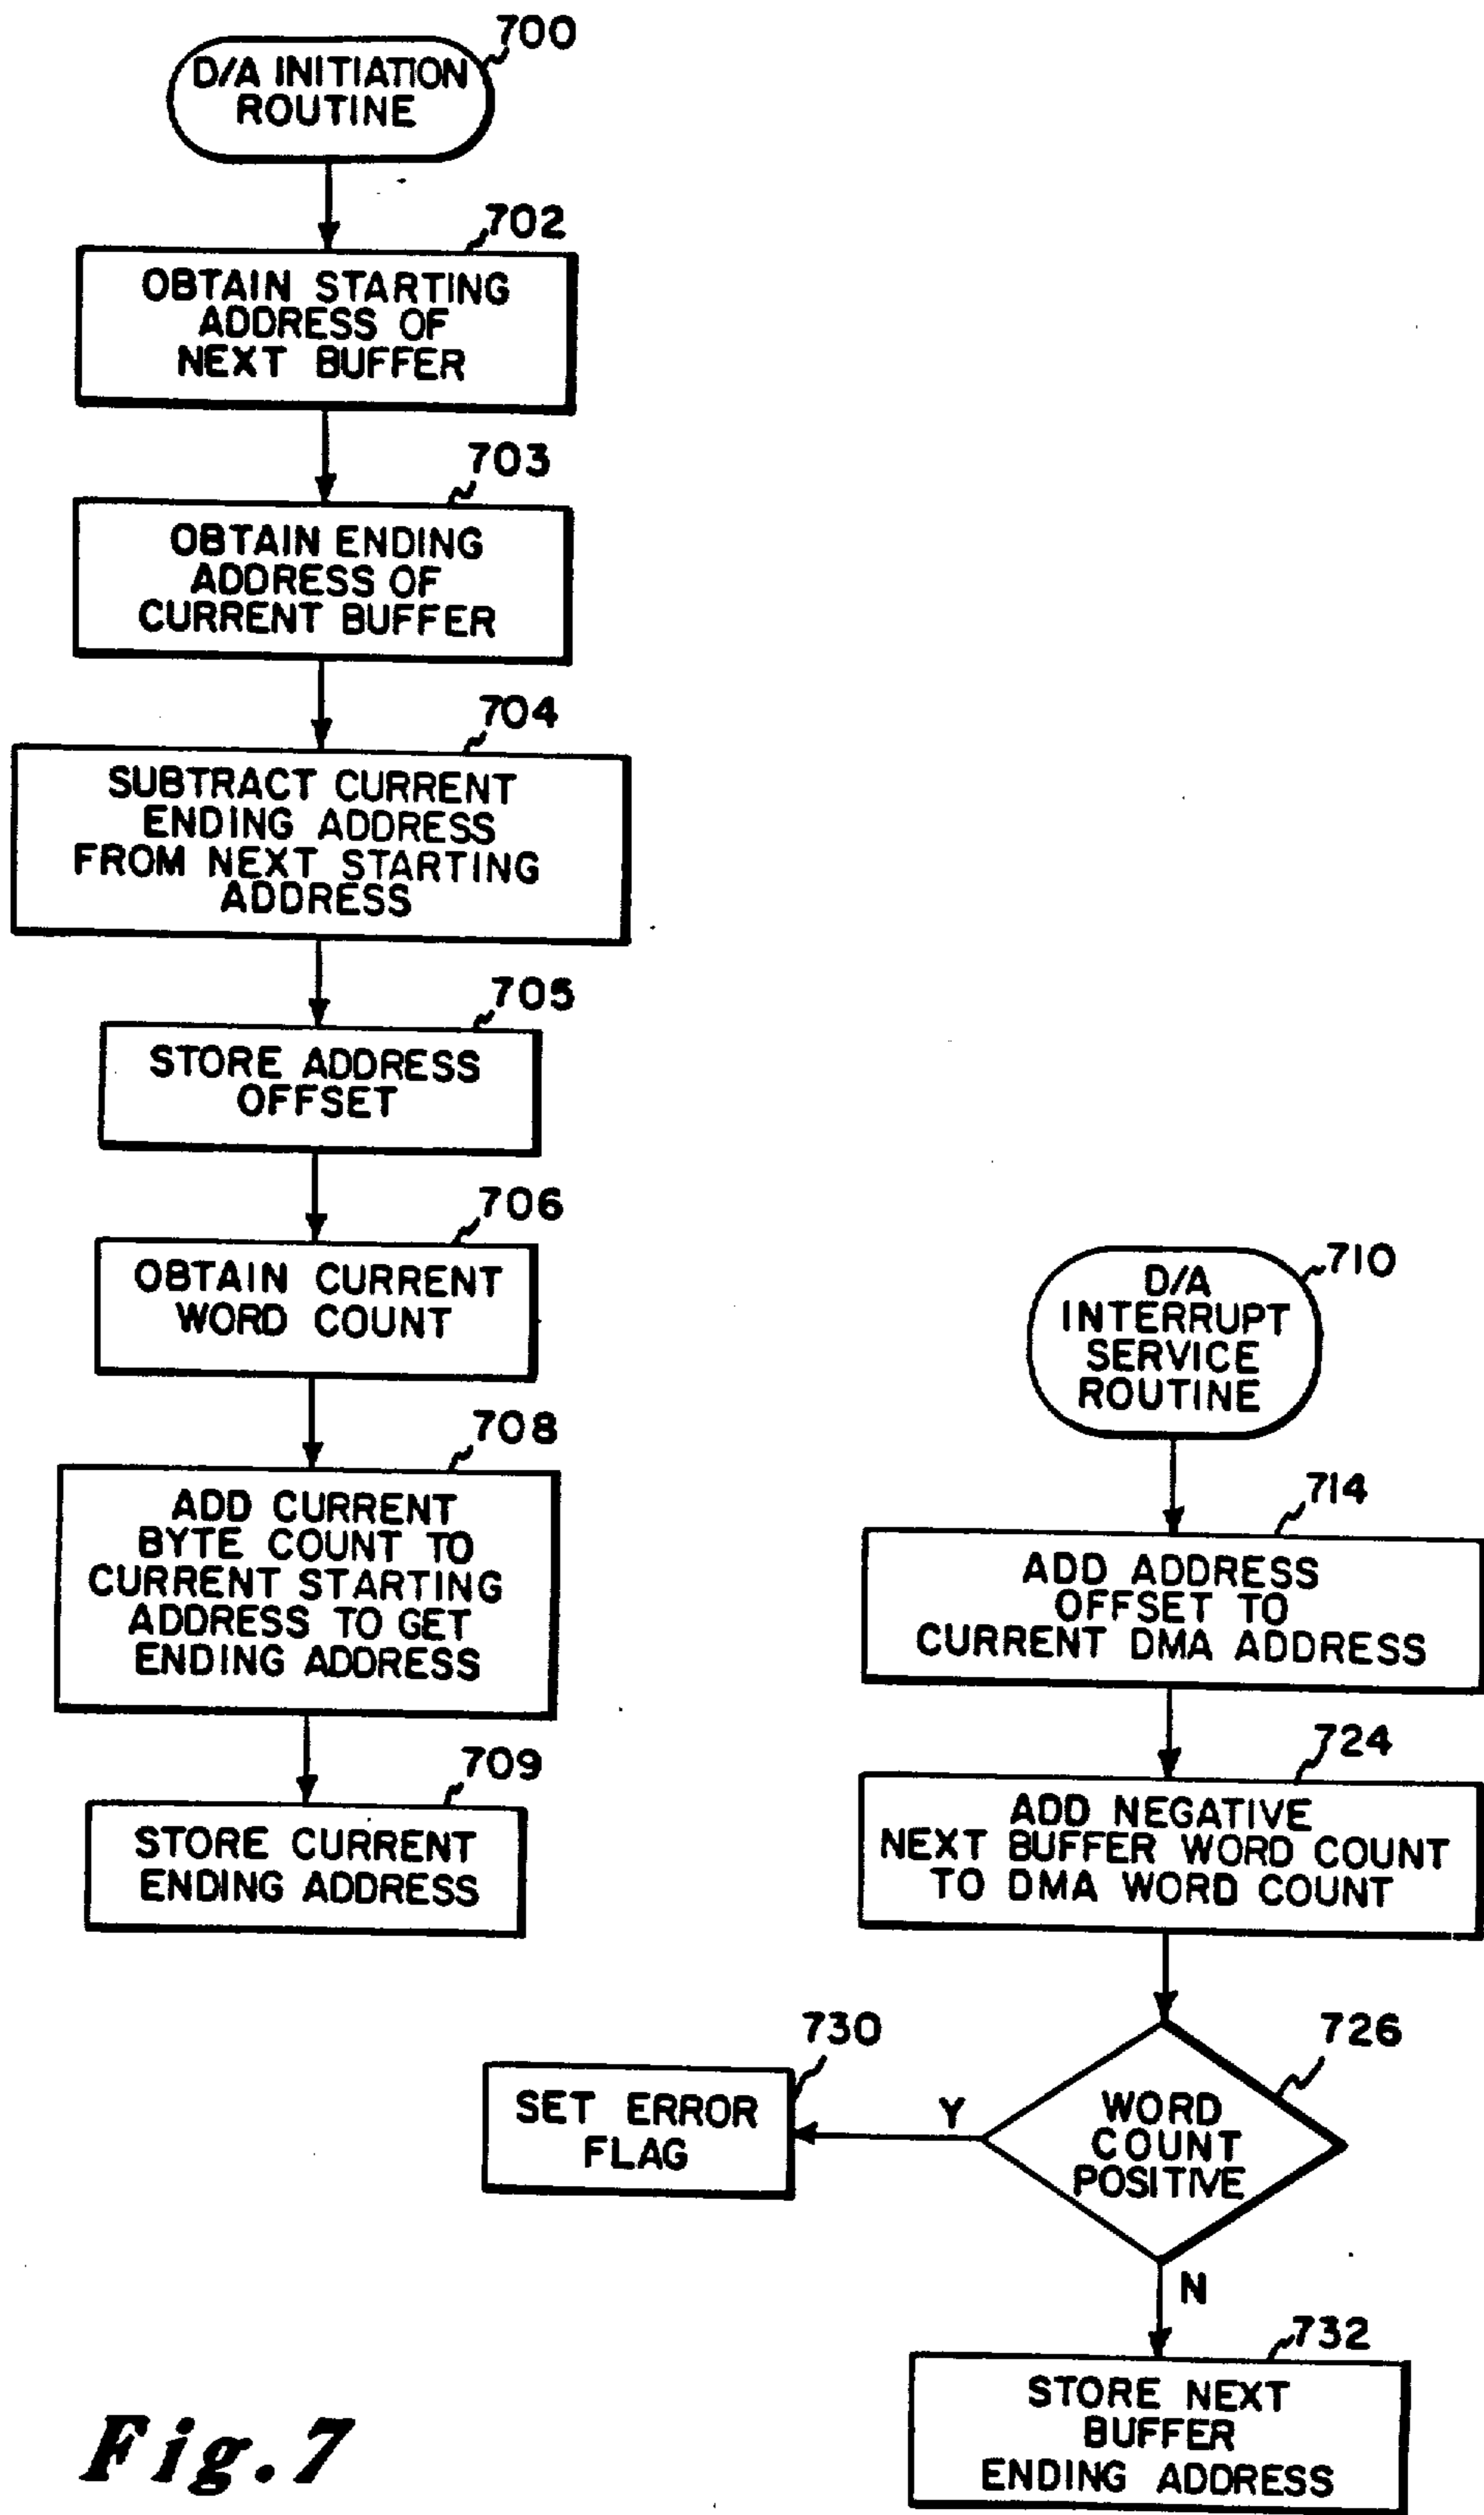 700
D/A INITIATION
ROUTINE
702
OBTAIN STARTING
ADDRESS OF
NEXT BUFFER
703
OBTAIN ENDING
ADDRESS OF
CURRENT BUFFER
704
SUBTRACT CURRENT
ENDING ADDRESS
FROM NEXT STARTING
ADDRESS
705
STORE ADDRESS
OFFSET
706
OBTAIN CURRENT
WORD COUNT
708
ADD CURRENT
BYTE COUNT TO
CURRENT STARTING
ADDRESS TO GET
ENDING ADDRESS
709
STORE CURRENT
ENDING ADDRESS
710
D/A
INTERRUPT
SERVICE
ROUTINE
714
ADD ADDRESS
OFFSET TO
CURRENT DMA ADDRESS
724
ADD NEGATIVE
NEXT BUFFER WORD COUNT
TO DMA WORD COUNT
726
WORD
COUNT
POSITIVE
Y
730
SET ERROR
FLAG
N
732
STORE NEXT
BUFFER
ENDING ADDRESS
Fig. 7